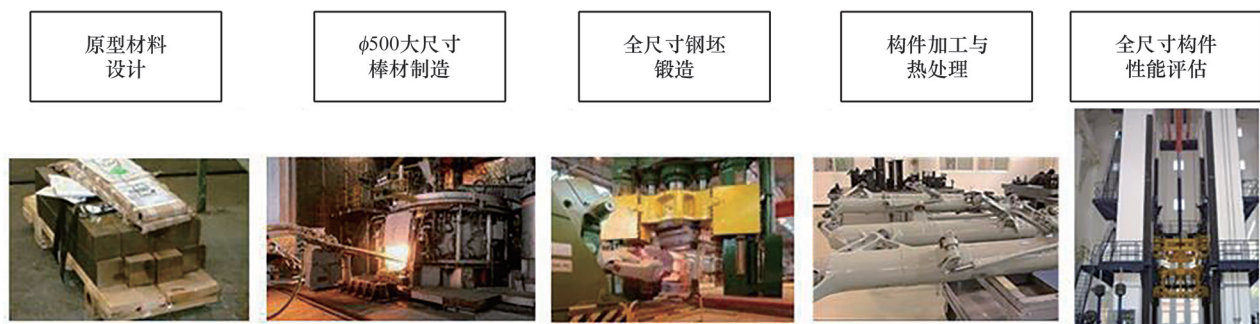 原型材料
设计
ϕ500大尺寸
棒材制造
全尺寸钢坯
锻造
构件加工与
热处理
全尺寸构件
性能评估